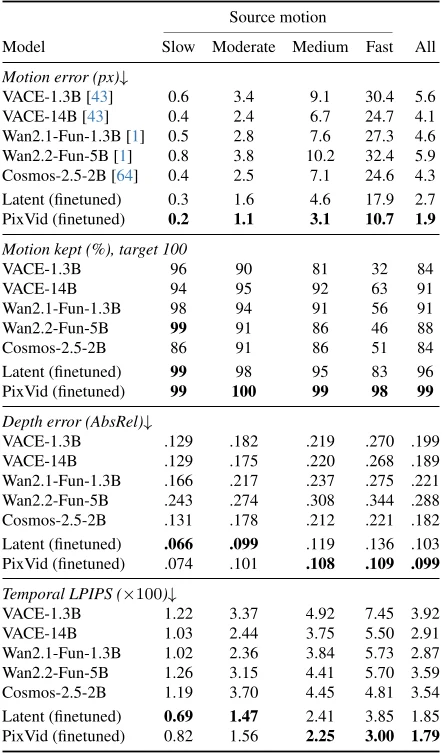 Source motion
Model Slow Moderate Medium Fast All
Motion error (px)↓
VACE-1.3B [43] 0.6 3.4 9.1 30.4 5.6
VACE-14B [43] 0.4 2.4 6.7 24.7 4.1
Wan2.1-Fun-1.3B [1] 0.5 2.8 7.6 27.3 4.6
Wan2.2-Fun-5B [1] 0.8 3.8 10.2 32.4 5.9
Cosmos-2.5-2B [64] 0.4 2.5 7.1 24.6 4.3
Latent (finetuned) 0.3 1.6 4.6 17.9 2.7
PixVid (finetuned) 0.2 1.1 3.1 10.7 1.9
Motion kept (%), target 100
VACE-1.3B 96 90 81 32 84
VACE-14B 94 95 92 63 91
Wan2.1-Fun-1.3B 98 94 91 56 91
Wan2.2-Fun-5B 99 91 86 46 88
Cosmos-2.5-2B 86 91 86 51 84
Latent (finetuned) 99 98 95 83 96
PixVid (finetuned) 99 100 99 98 99
Depth error (AbsRel)↓
VACE-1.3B .129 .182 .219 .270 .199
VACE-14B .129 .175 .220 .268 .189
Wan2.1-Fun-1.3B .166 .217 .237 .275 .221
Wan2.2-Fun-5B .243 .274 .308 .344 .288
Cosmos-2.5-2B .131 .178 .212 .221 .182
Latent (finetuned) .066 .099 .119 .136 .103
PixVid (finetuned) .074 .101 .108 .109 .099
Temporal LPIPS (×100)↓
VACE-1.3B 1.22 3.37 4.92 7.45 3.92
VACE-14B 1.03 2.44 3.75 5.50 2.91
Wan2.1-Fun-1.3B 1.02 2.36 3.84 5.73 2.87
Wan2.2-Fun-5B 1.26 3.15 4.41 5.70 3.59
Cosmos-2.5-2B 1.19 3.70 4.45 4.81 3.54
Latent (finetuned) 0.69 1.47 2.41 3.85 1.85
PixVid (finetuned) 0.82 1.56 2.25 3.00 1.79